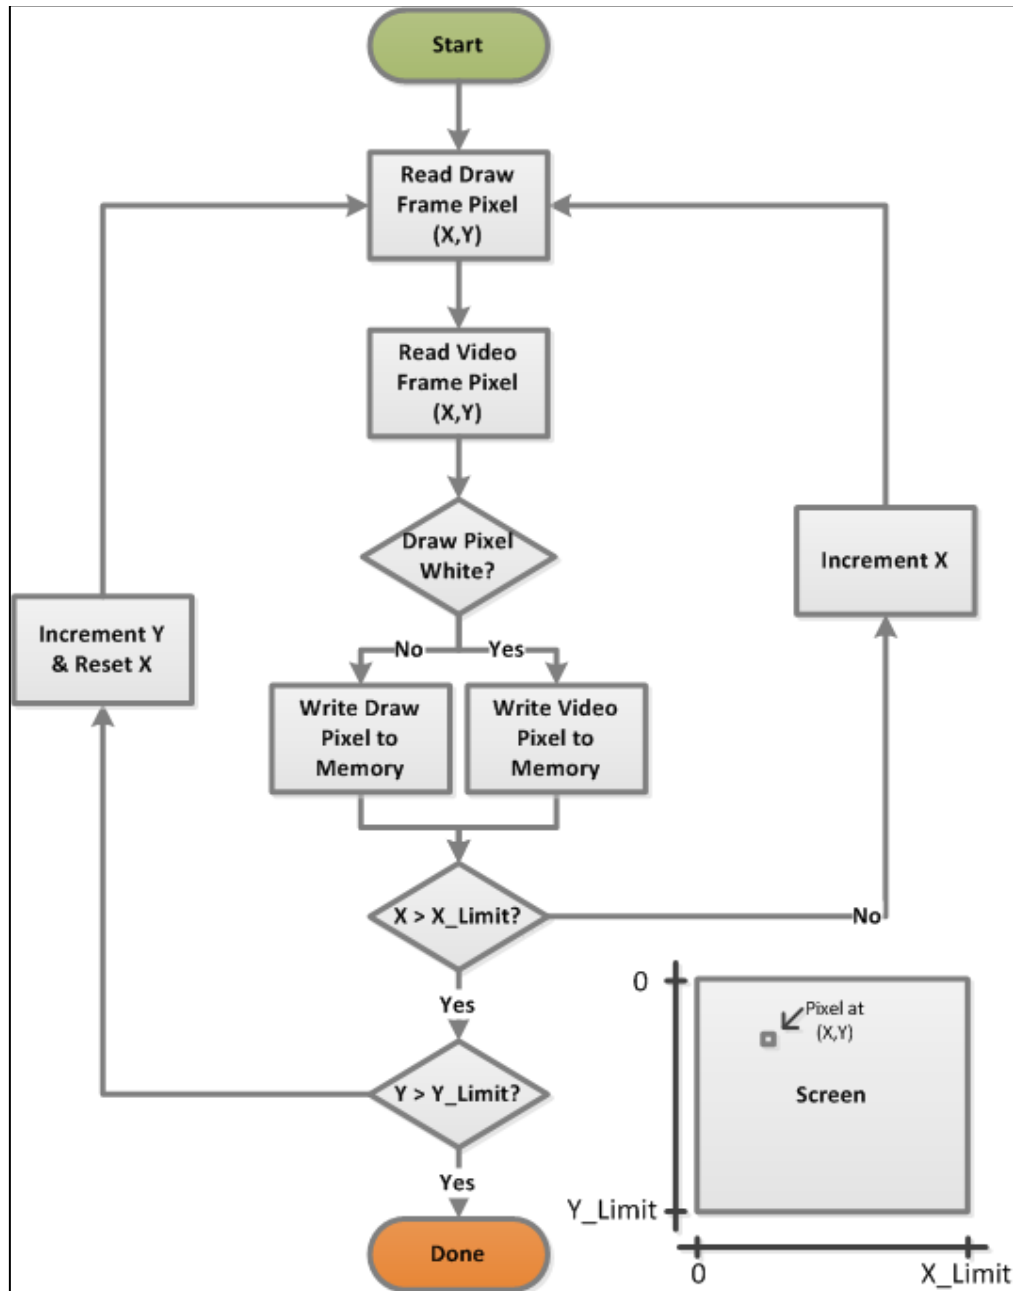 Start
Read Draw
Frame Pixel
(X,Y)
Read Video
Frame Pixel
(X,Y)
Draw Pixel
White?
Increment X
Increment Y
& Reset X
No
Yes
Write Draw
Pixel to
Memory
Write Video
Pixel to
Memory
X > X_Limit?
No
Yes
Y > Y_Limit?
Yes
Done
0
Pixel at
(X,Y)
Screen
Y_Limit
0
X_Limit